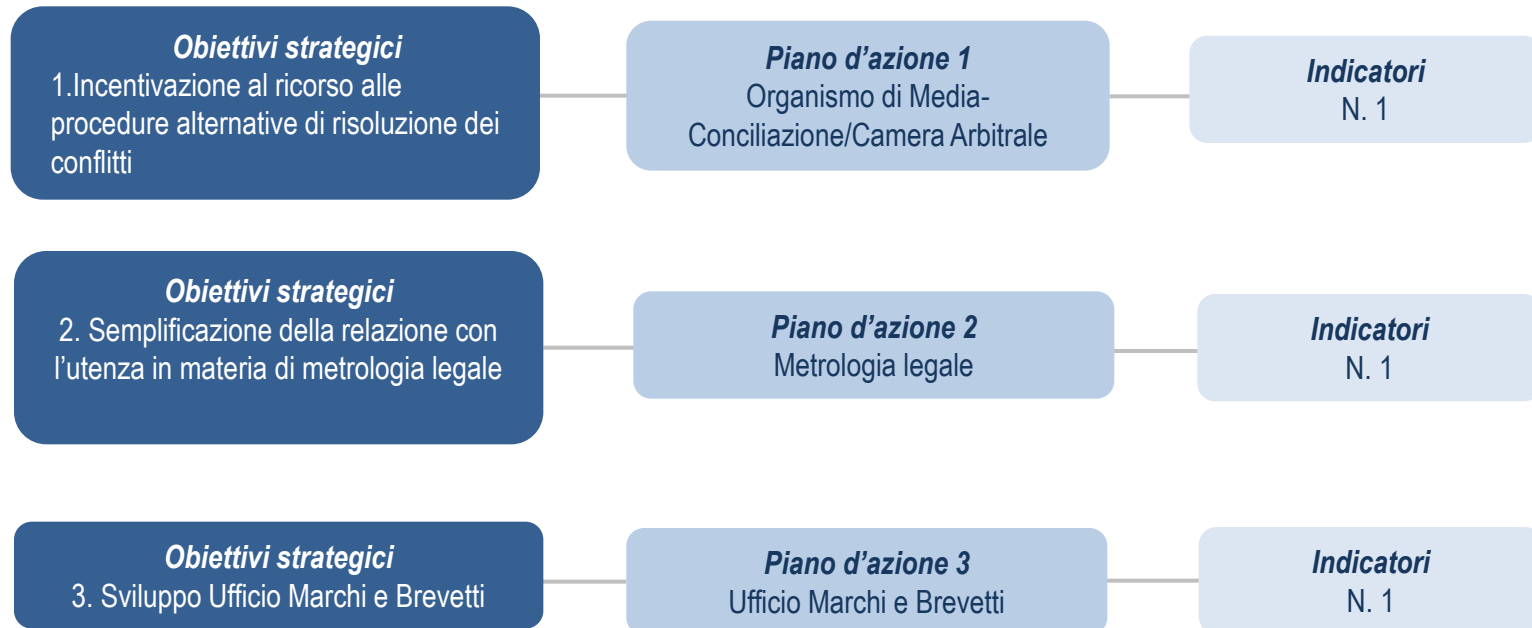 Obiettivi strategici
1.Incentivazione al ricorso alle
procedure alternative di risoluzione dei
conflitti
Piano d’azione 1
Organismo di Media-
Conciliazione/Camera Arbitrale
Indicatori
N. 1
Obiettivi strategici
2. Semplificazione della relazione con
l’utenza in materia di metrologia legale
Piano d’azione 2
Metrologia legale
Indicatori
N. 1
Obiettivi strategici
3. Sviluppo Ufficio Marchi e Brevetti
Piano d’azione 3
Ufficio Marchi e Brevetti
Indicatori
N. 1